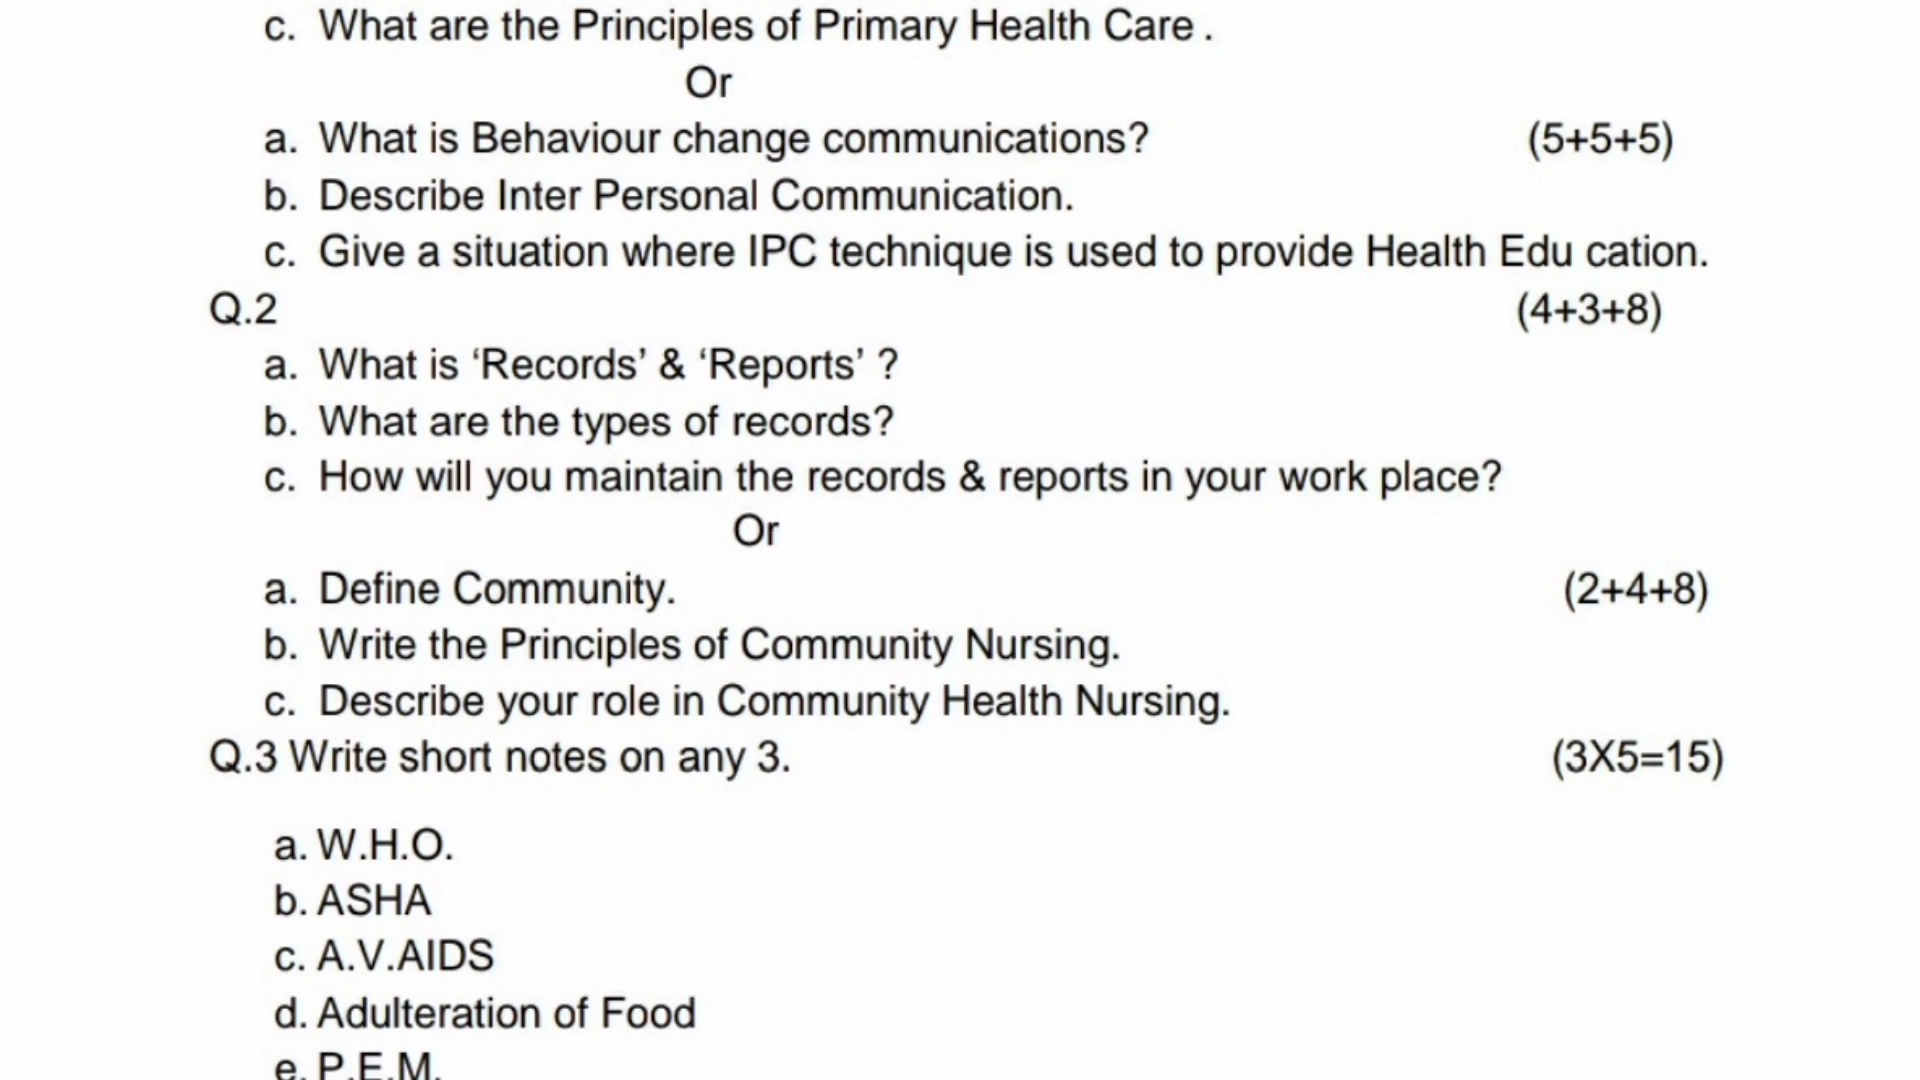 c. What are the Principles of Primary Health Care .
Or
a. What is Behaviour change communications? (5+5+5)
b. Describe Inter Personal Communication.
c. Give a situation where IPC technique is used to provide Health Edu cation.
Q.2 (4+3+8)
a. What is ‘Records’ & ‘Reports’ ?
b. What are the types of records?
c. How will you maintain the records & reports in your work place?
Or
a. Define Community. (2+4+8)
b. Write the Principles of Community Nursing.
c. Describe your role in Community Health Nursing.
Q.3 Write short notes on any 3. (3X5=15)
a. W.H.O.
b. ASHA
c. A.V.AIDS
d. Adulteration of Food
e. P.E.M.